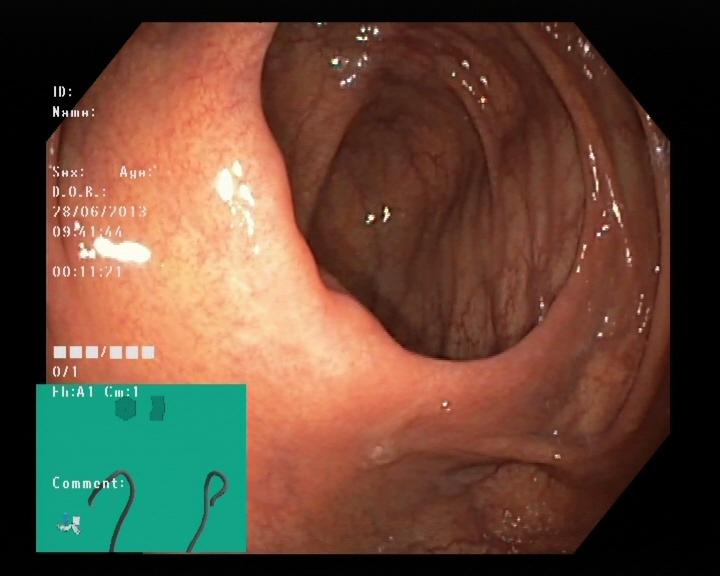 ID:
Name:
Sex: Age:
D.O.R.:
28/06/2013
09:41:44
00:11:21
■■■/■■■
0/1
Eh:A1 Cm:1
Comment: